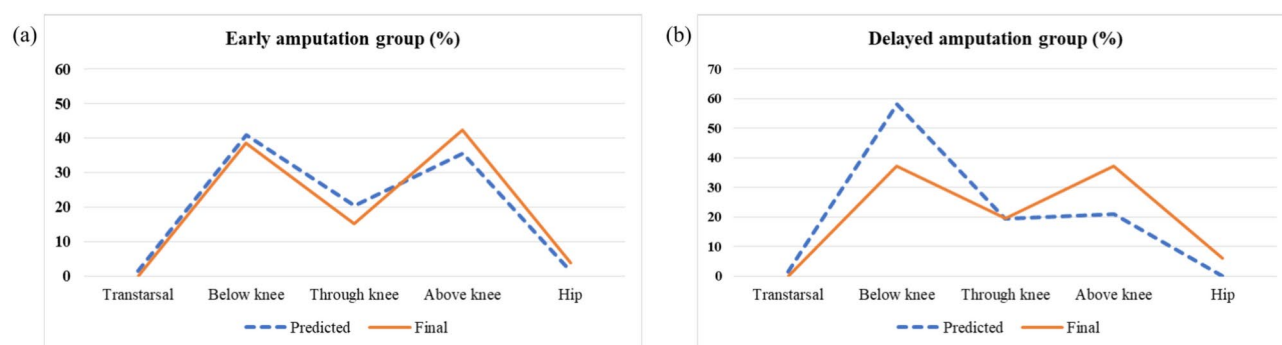 (a)
Early amputation group (%)
60
50
40
30
20
10
0
Transtarsal Below knee Through knee Above knee Hip
Predicted Final
(b)
Delayed amputation group (%)
70
60
50
40
30
20
10
0
Transtarsal Below knee Through knee Above knee Hip
Predicted Final